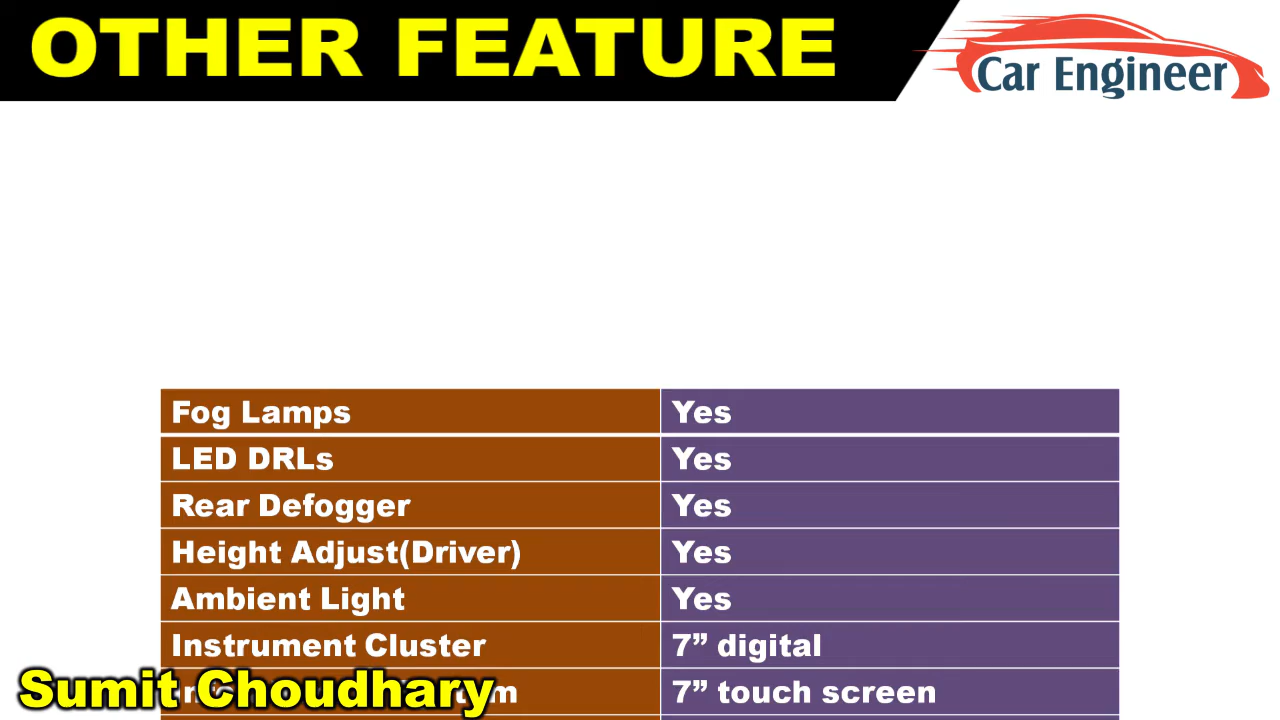 OTHER FEATURE
Car Engineer
Fog Lamps Yes
LED DRLs Yes
Rear Defogger Yes
Height Adjust(Driver) Yes
Ambient Light Yes
Instrument Cluster 7” digital
7” touch screen
Sumit Choudhary